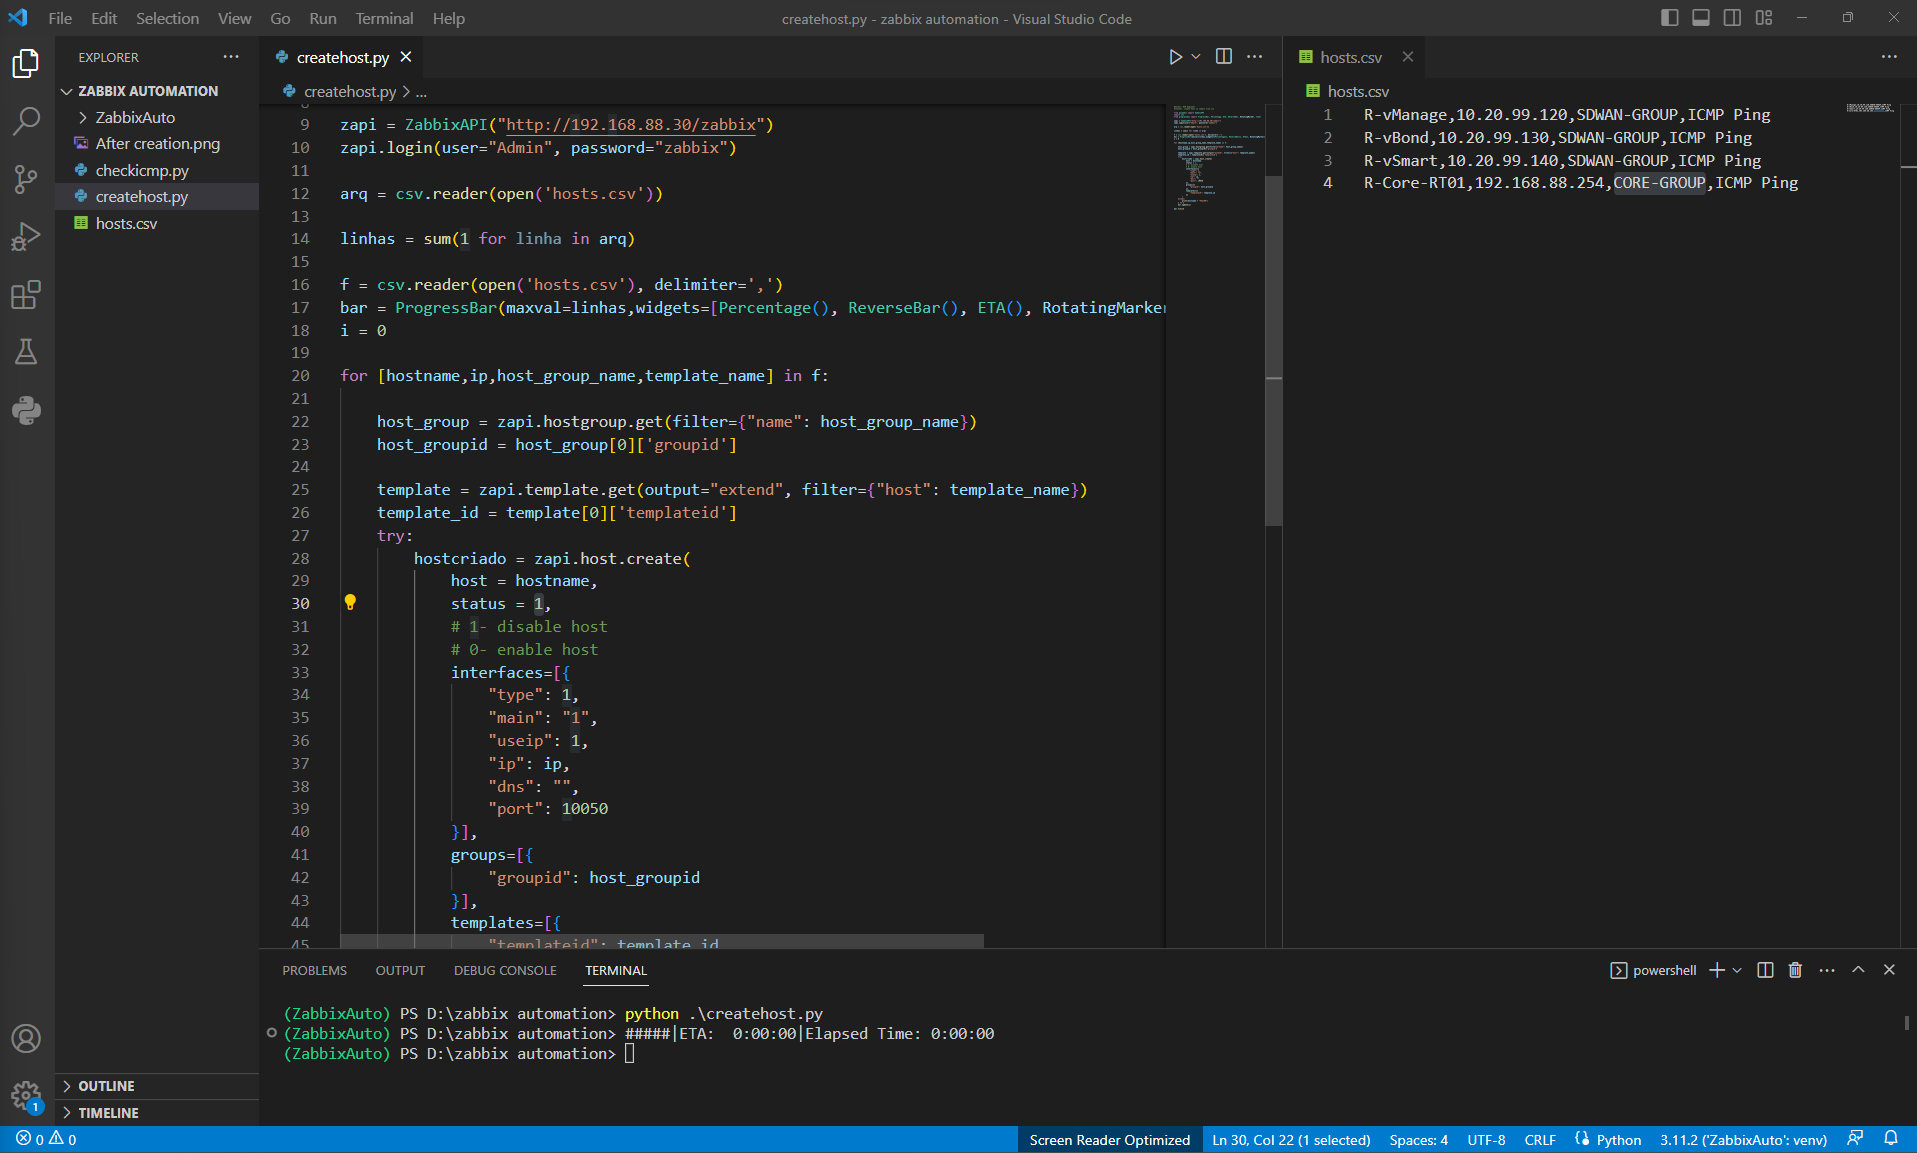 File Edit Selection View Go Run Terminal Help
createhost.py - zabbix automation - Visual Studio Code
EXPLORER
ZABBIX AUTOMATION
ZabbixAuto
After creation.png
checkicmp.py
createhost.py
hosts.csv
OUTLINE
TIMELINE
createhost.py
createhost.py > ...
8
9 zapi = ZabbixAPI("http://192.168.88.30/zabbix")
10 zapi.login(user="Admin", password="zabbix")
11
12 arq = csv.reader(open('hosts.csv'))
13
14 linhas = sum(1 for linha in arq)
15
16 f = csv.reader(open('hosts.csv'), delimiter=',')
17 bar = ProgressBar(maxval=linhas,widgets=[Percentage(), ReverseBar(), ETA(), RotatingMarker
18 i = 0
19
20 for [hostname,ip,host_group_name,template_name] in f:
21
22 host_group = zapi.hostgroup.get(filter={"name": host_group_name})
23 host_groupid = host_group[0]['groupid']
24
25 template = zapi.template.get(output="extend", filter={"host": template_name})
26 template_id = template[0]['templateid']
27 try:
28 hostcriado = zapi.host.create(
29 host = hostname,
30 status = 1,
31 # 1- disable host
32 # 0- enable host
33 interfaces=[{
34 "type": 1,
35 "main": "1",
36 "useip": 1,
37 "ip": ip,
38 "dns": "",
39 "port": 10050
40 }],
41 groups=[{
42 "groupid": host_groupid
43 }],
44 templates=[{
45 "templateid": template_id
hosts.csv
hosts.csv
1 R-vManage,10.20.99.120,SDWAN-GROUP,ICMP Ping
2 R-vBond,10.20.99.130,SDWAN-GROUP,ICMP Ping
3 R-vSmart,10.20.99.140,SDWAN-GROUP,ICMP Ping
4 R-Core-RT01,192.168.88.254,CORE-GROUP,ICMP Ping
PROBLEMS OUTPUT DEBUG CONSOLE TERMINAL
powershell
(ZabbixAuto) PS D:\zabbix automation> python .\createhost.py
(ZabbixAuto) PS D:\zabbix automation> #####|ETA:  0:00:00|Elapsed Time: 0:00:00
(ZabbixAuto) PS D:\zabbix automation>
1
0 0
Screen Reader Optimized Ln 30, Col 22 (1 selected) Spaces: 4 UTF-8 CRLF Python 3.11.2 ('ZabbixAuto': venv)